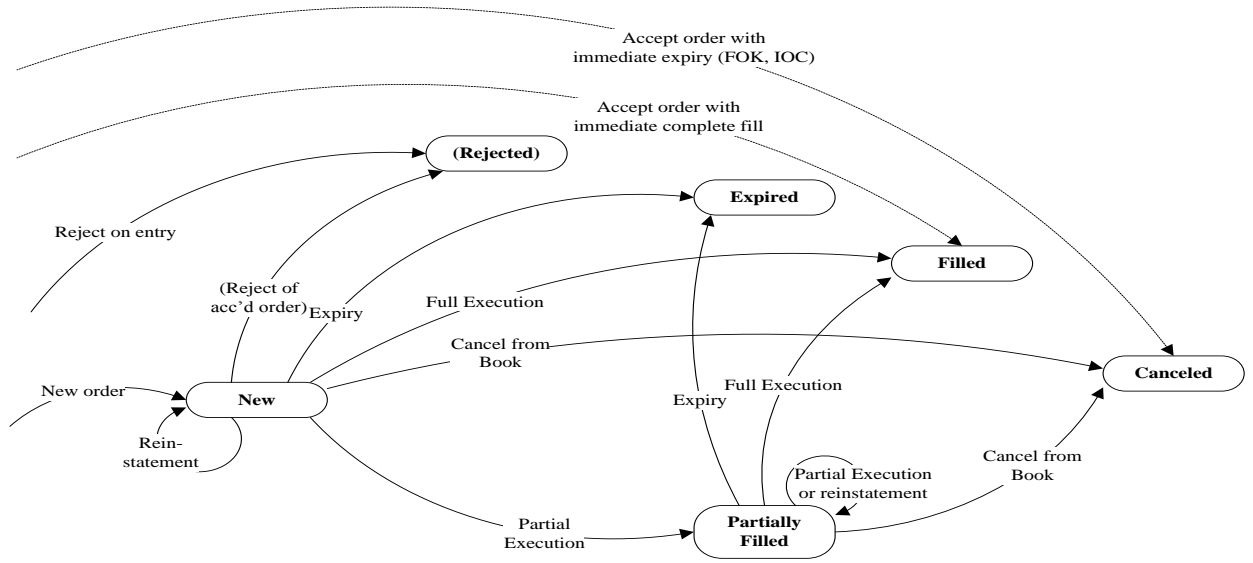 Accept order with
immediate expiry (FOK, IOC)
Accept order with
immediate complete fill
(Rejected)
Expired
Reject on entry
Filled
(Reject of
acc'd order)
Expiry
Full Execution
Cancel from
Book
Canceled
New order
New
Full Execution
Expiry
Rein-
statement
Cancel from
Book
Partial Execution
or reinstatement
Partial
Execution
Partially
Filled